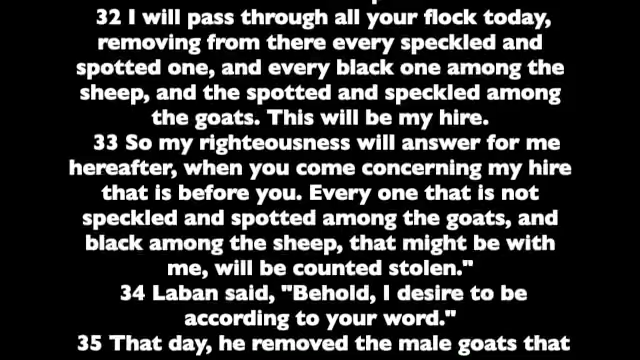 32 I will pass through all your flock today,
removing from there every speckled and
spotted one, and every black one among the
sheep, and the spotted and speckled among
the goats. This will be my hire.
33 So my righteousness will answer for me
hereafter, when you come concerning my hire
that is before you. Every one that is not
speckled and spotted among the goats, and
black among the sheep, that might be with
me, will be counted stolen."
34 Laban said, "Behold, I desire to be
according to your word."
35 That day, he removed the male goats that